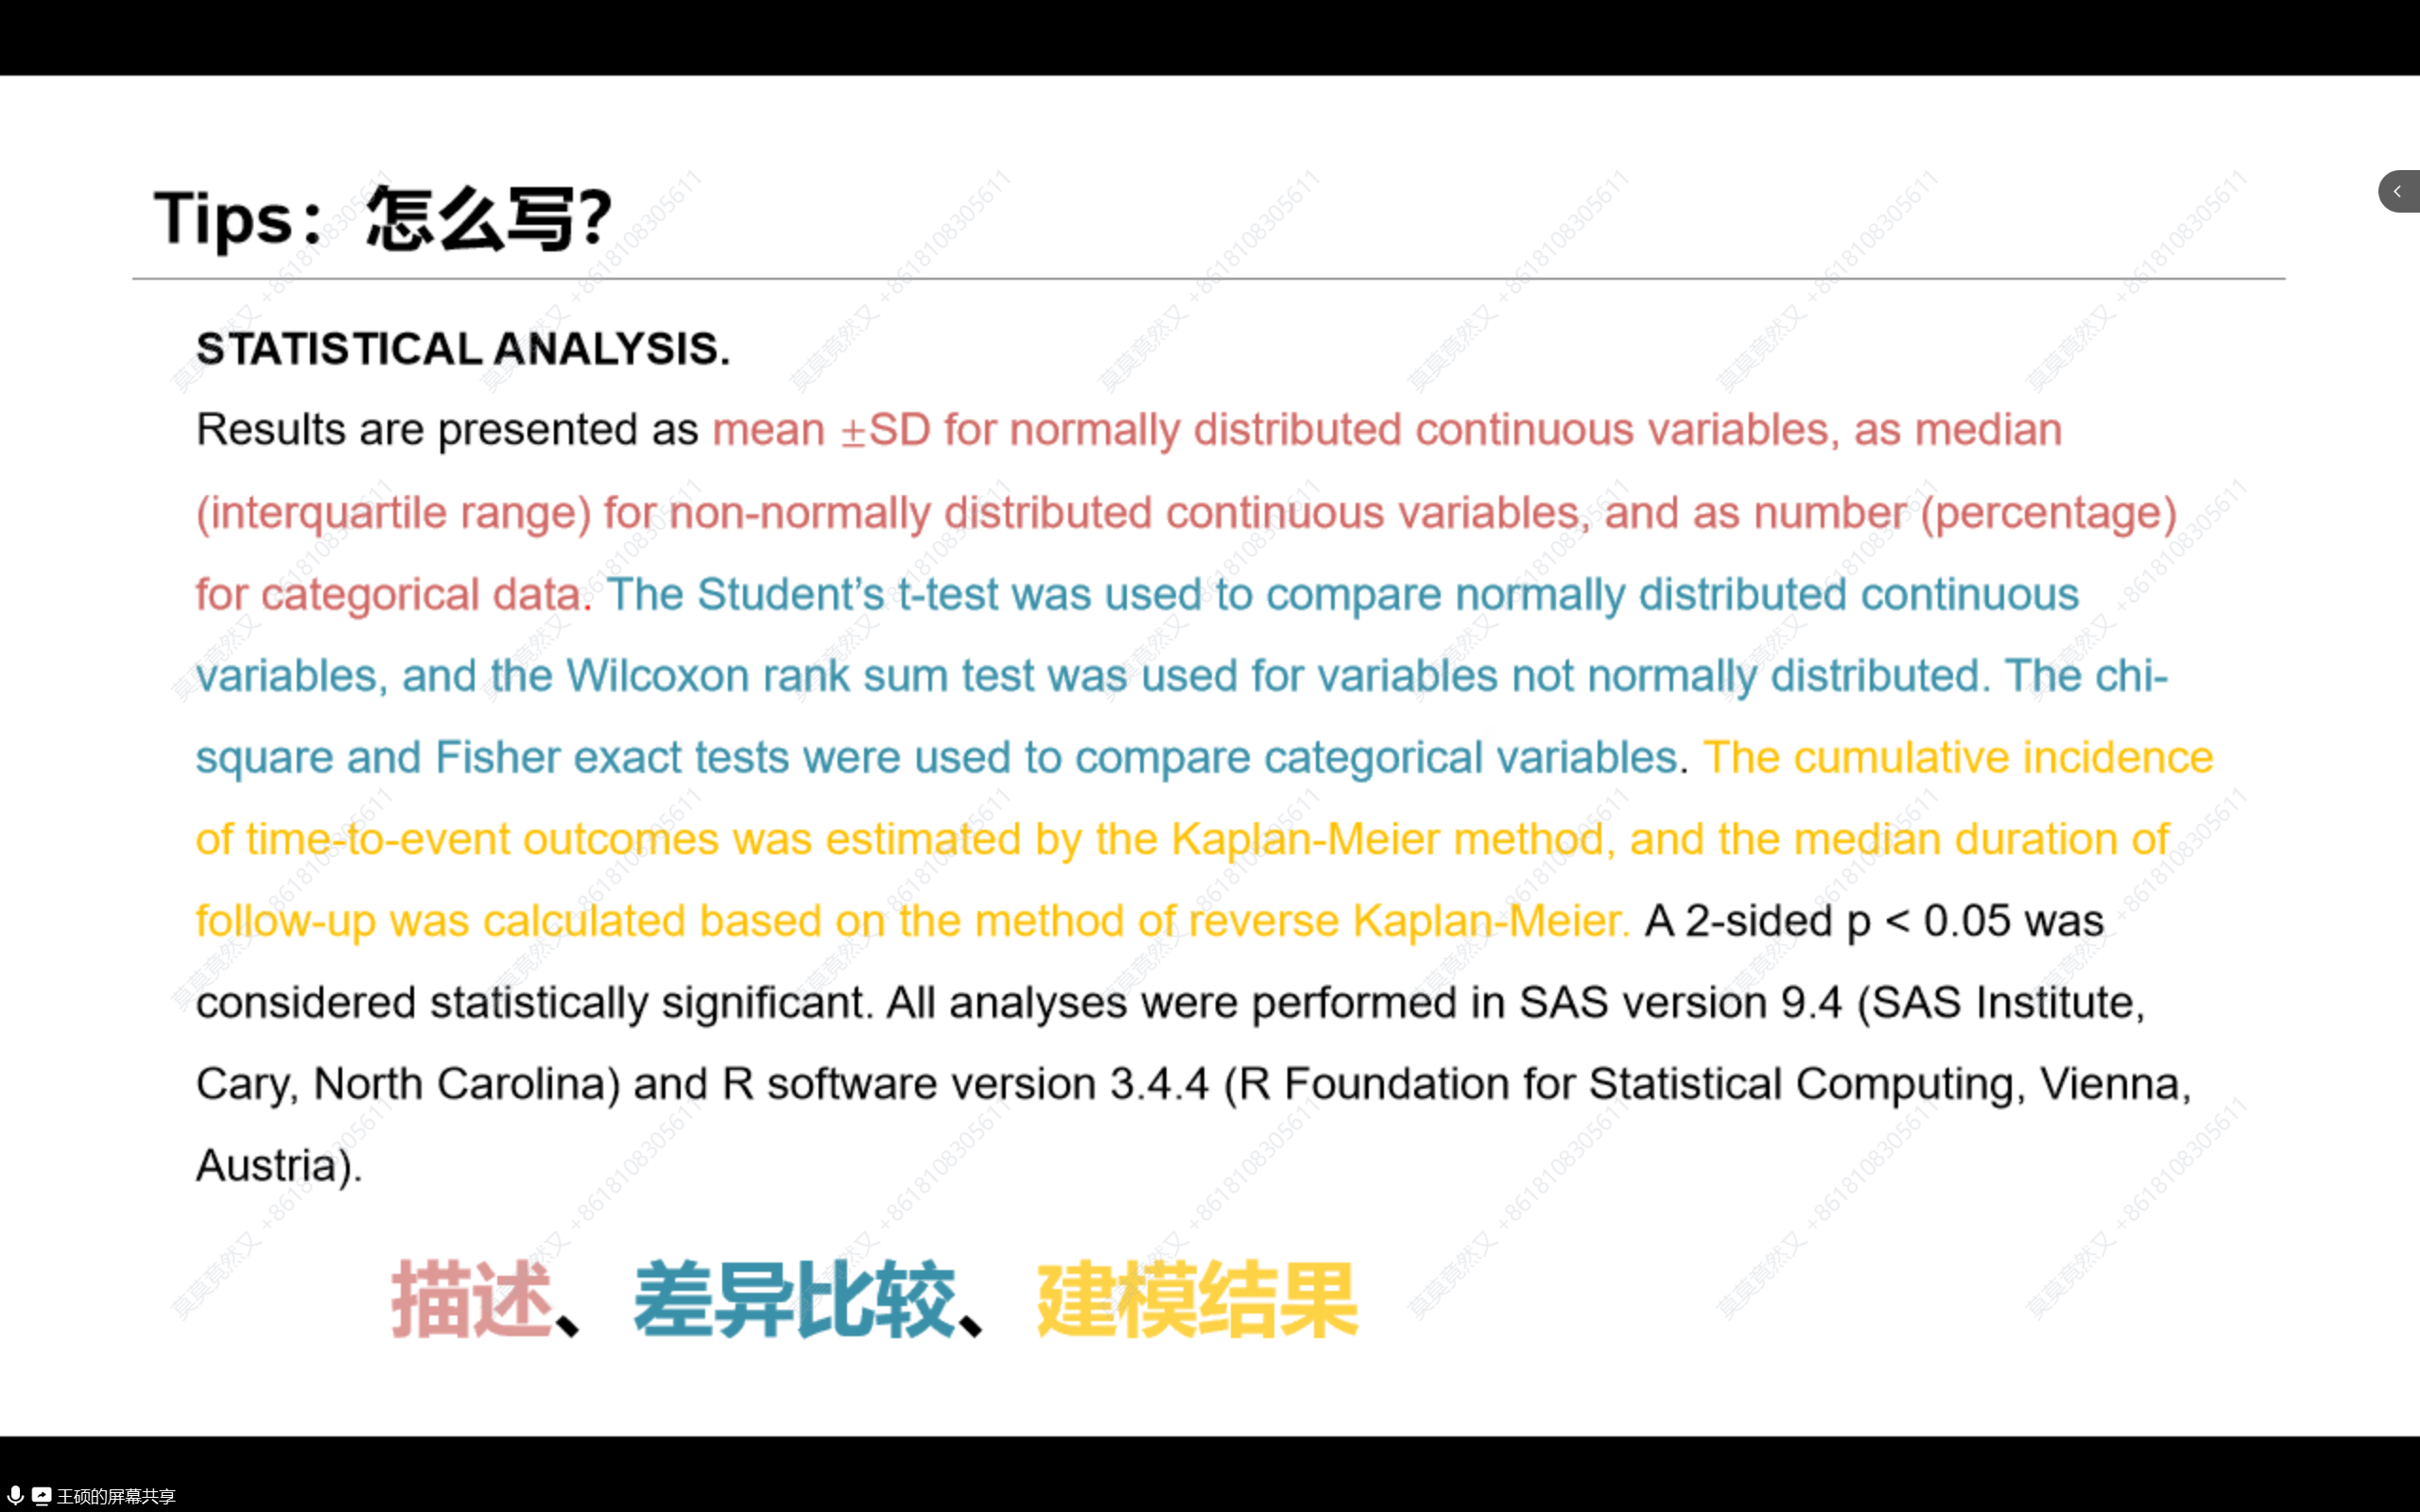 Tips：怎么写？
STATISTICAL ANALYSIS.
Results are presented as mean ±SD for normally distributed continuous variables, as median
(interquartile range) for non-normally distributed continuous variables, and as number (percentage)
for categorical data. The Student’s t-test was used to compare normally distributed continuous
variables, and the Wilcoxon rank sum test was used for variables not normally distributed. The chi-
square and Fisher exact tests were used to compare categorical variables. The cumulative incidence
of time-to-event outcomes was estimated by the Kaplan-Meier method, and the median duration of
follow-up was calculated based on the method of reverse Kaplan-Meier. A 2-sided p < 0.05 was
considered statistically significant. All analyses were performed in SAS version 9.4 (SAS Institute,
Cary, North Carolina) and R software version 3.4.4 (R Foundation for Statistical Computing, Vienna,
Austria).
描述、差异比较、建模结果
王硕的屏幕共享